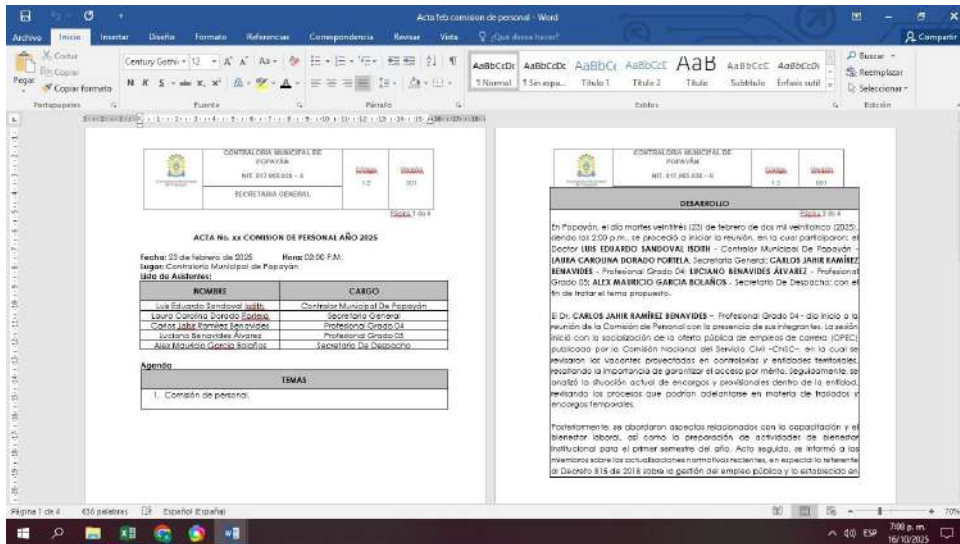 Acta feb comision de personal - Word
Archivo Inicio Insertar Diseño Formato Referencias Correspondencia Revisar Vista ¿Qué desea hacer? Compartir
Pegar
Cortar
Copiar
Copiar formato
Portapapeles
Century Gothi 12
N K S abc
Fuente
Párrafo
AaBbCcDc AaBbCcDc AaBbCc AaBbCcC AaB AaBbCcC AaBbCcDc
¶ Normal ¶ Sin espa... Título 1 Título 2 Título Subtítulo Énfasis sutil
Estilos
Buscar
Reemplazar
Seleccionar
Edición
CONTRALORIA MUNICIPAL DE
POPAYÁN
NIT.
SECRETARIA GENERAL
Código
1.2
Versión
001
Página 1 de 4
ACTA No. xx COMISION DE PERSONAL AÑO 2025
Fecha: 23 de febrero de 2025 Hora: 02:00 P.M.
Lugar: Contraloría Municipal de Popayán
Lista de Asistentes:
NOMBRE CARGO
Luis Eduardo Sandoval Isdith Contralor Municipal De Popayán
Laura Carolina Dorado Portela Secretaria General
Carlos Jahir Ramírez Benavides Profesional Grado 04
Luciano Benavides Álvarez Profesional Grado 05
Alex Mauricio Garcia Bolaños Secretario De Despacho
Agenda
TEMAS
1. Comisión de personal.
CONTRALORIA MUNICIPAL DE
POPAYÁN
NIT.
Código
1.2
Versión
001
Página 2 de 4
DESARROLLO
En Popayán, el día martes veintitrés (23) de febrero de dos mil veinticinco (2025),
siendo las 2:00 p.m., se procedió a iniciar la reunión, en la cual participaron: el
Doctor LUIS EDUARDO SANDOVAL ISDITH - Contralor Municipal De Popayán -
LAURA CAROLINA DORADO PORTELA, Secretaria General; CARLOS JAHIR RAMÍREZ
BENAVIDES - Profesional Grado 04; LUCIANO BENAVIDES ÁLVAREZ - Profesional
Grado 05; ALEX MAURICIO GARCIA BOLAÑOS - Secretario De Despacho; con el
fin de tratar el tema propuesto.
El Dr. CARLOS JAHIR RAMÍREZ BENAVIDES – Profesional Grado 04 - dio inicio a la
reunión de la Comisión de Personal con la presencia de sus integrantes. La sesión
inició con la socialización de la oferta pública de empleos de carrera (OPEC)
publicada por la Comisión Nacional del Servicio Civil –CNSC–, en la cual se
revisaron las vacantes proyectadas en contralorías y entidades territoriales,
resaltando la importancia de garantizar el acceso por mérito. Seguidamente, se
analizó la situación actual de encargos y provisionales dentro de la entidad,
revisando los procesos que podrían adelantarse en materia de traslados y
encargos temporales.
Posteriormente, se abordaron aspectos relacionados con la capacitación y el
bienestar laboral, así como la preparación de actividades de bienestar
institucional para el primer semestre del año. Acto seguido, se informó a los
miembros sobre las actualizaciones normativas recientes, en especial lo referente
al Decreto 815 de 2018 sobre la gestión del empleo público y lo establecido en
Página 1 de 4 636 palabras Español (España) 70%
ESP
7:08 p. m.
16/10/2025